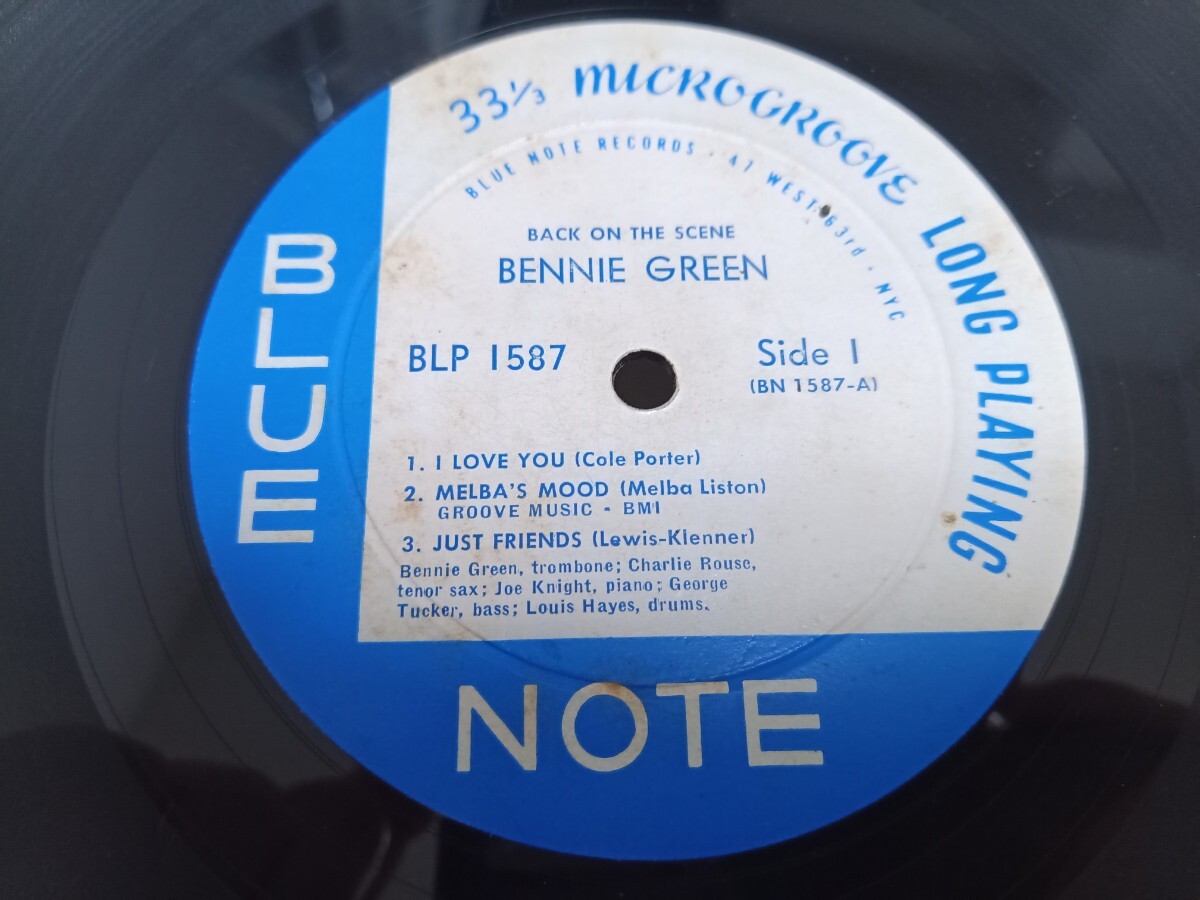 33⅓ MICROGROOVE LONG PLAYING
BLUE NOTE RECORDS · 47 WEST 63rd · NYC
BACK ON THE SCENE
BENNIE GREEN
BLP 1587
Side 1
(BN 1587-A)
1. I LOVE YOU (Cole Porter)
2. MELBA'S MOOD (Melba Liston)
GROOVE MUSIC - BMI
3. JUST FRIENDS (Lewis-Klenner)
Bennie Green, trombone; Charlie Rouse,
tenor sax; Joe Knight, piano; George
Tucker, bass; Louis Hayes, drums.
BLUE
NOTE